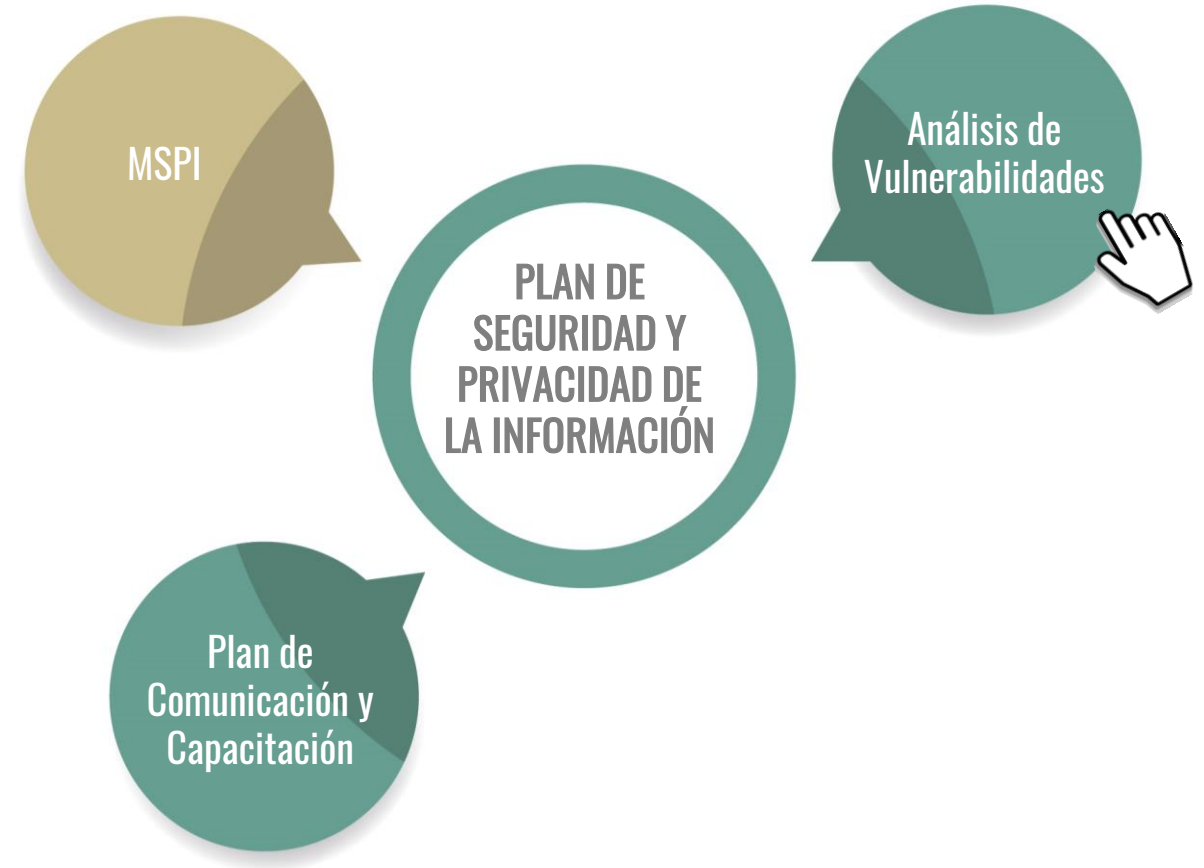 MSPI
Análisis de
Vulnerabilidades
PLAN DE
SEGURIDAD Y
PRIVACIDAD DE
LA INFORMACIÓN
Plan de
Comunicación y
Capacitación